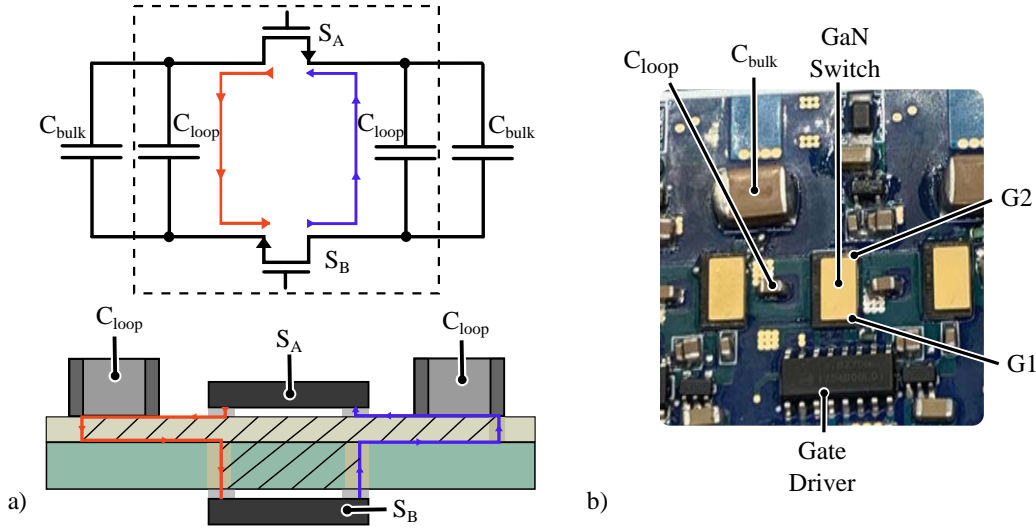 S_A
C_bulk
C_loop
C_loop
C_bulk
S_B
C_loop
S_A
C_loop
S_B
a)
C_loop
C_bulk
GaN
Switch
G2
G1
Gate
Driver
b)